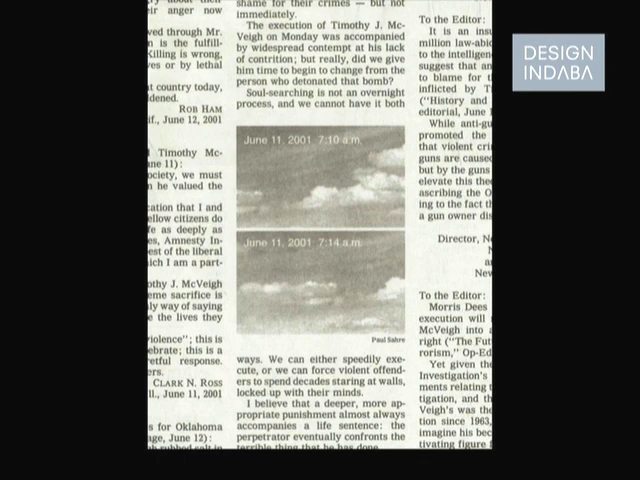 eir anger now
ved through Mr.
n is the fulfill-
Killing is wrong,
ves or by lethal
t country today,
ldened.
ROB HAM
if., June 12, 2001
Timothy Mc-
ne 11):
ociety, we must
n he valued the
cation that I and
ellow citizens do
fe as deeply as
es, Amnesty In-
est of the liberal
ich I am a part-
othy J. McVeigh
eme sacrifice is
ly way of saying
e the lives they
violence"; this is
ebrate; this is a
etful response.
ers.
CLARK N. ROSS
ll., June 11, 2001
s for Oklahoma
age, June 12):
shame for their crimes — but not
immediately.
The execution of Timothy J. Mc-
Veigh on Monday was accompanied
by widespread contempt at his lack
of contrition; but really, did we give
him time to begin to change from the
person who detonated that bomb?
Soul-searching is not an overnight
process, and we cannot have it both
June 11, 2001 7:10 a.m.
June 11, 2001 7:14 a.m.
Paul Sahre
ways. We can either speedily exe-
cute, or we can force violent offend-
ers to spend decades staring at walls,
locked up with their minds.
I believe that a deeper, more ap-
propriate punishment almost always
accompanies a life sentence: the
perpetrator eventually confronts the
terrible thing that he has done.
To the Editor:
It is an insu
million law-abid
to the intelligen
suggest that an
to blame for t
inflicted by T
("History and
editorial, June 1
While anti-gu
promoted the
that violent cri
guns are cause
but by the guns
elevate this the
ascribing the O
ing to the fact th
a gun owner dis
Director, N
N
a
New
To the Editor:
Morris Dees
execution will
McVeigh into a
right ("The Fut
rorism," Op-Ed
Yet given the
Investigation's
ments relating t
tigation, and th
Veigh's was the
tion since 1963,
imagine his bec
tivating figure f
DESIGN
INDABA